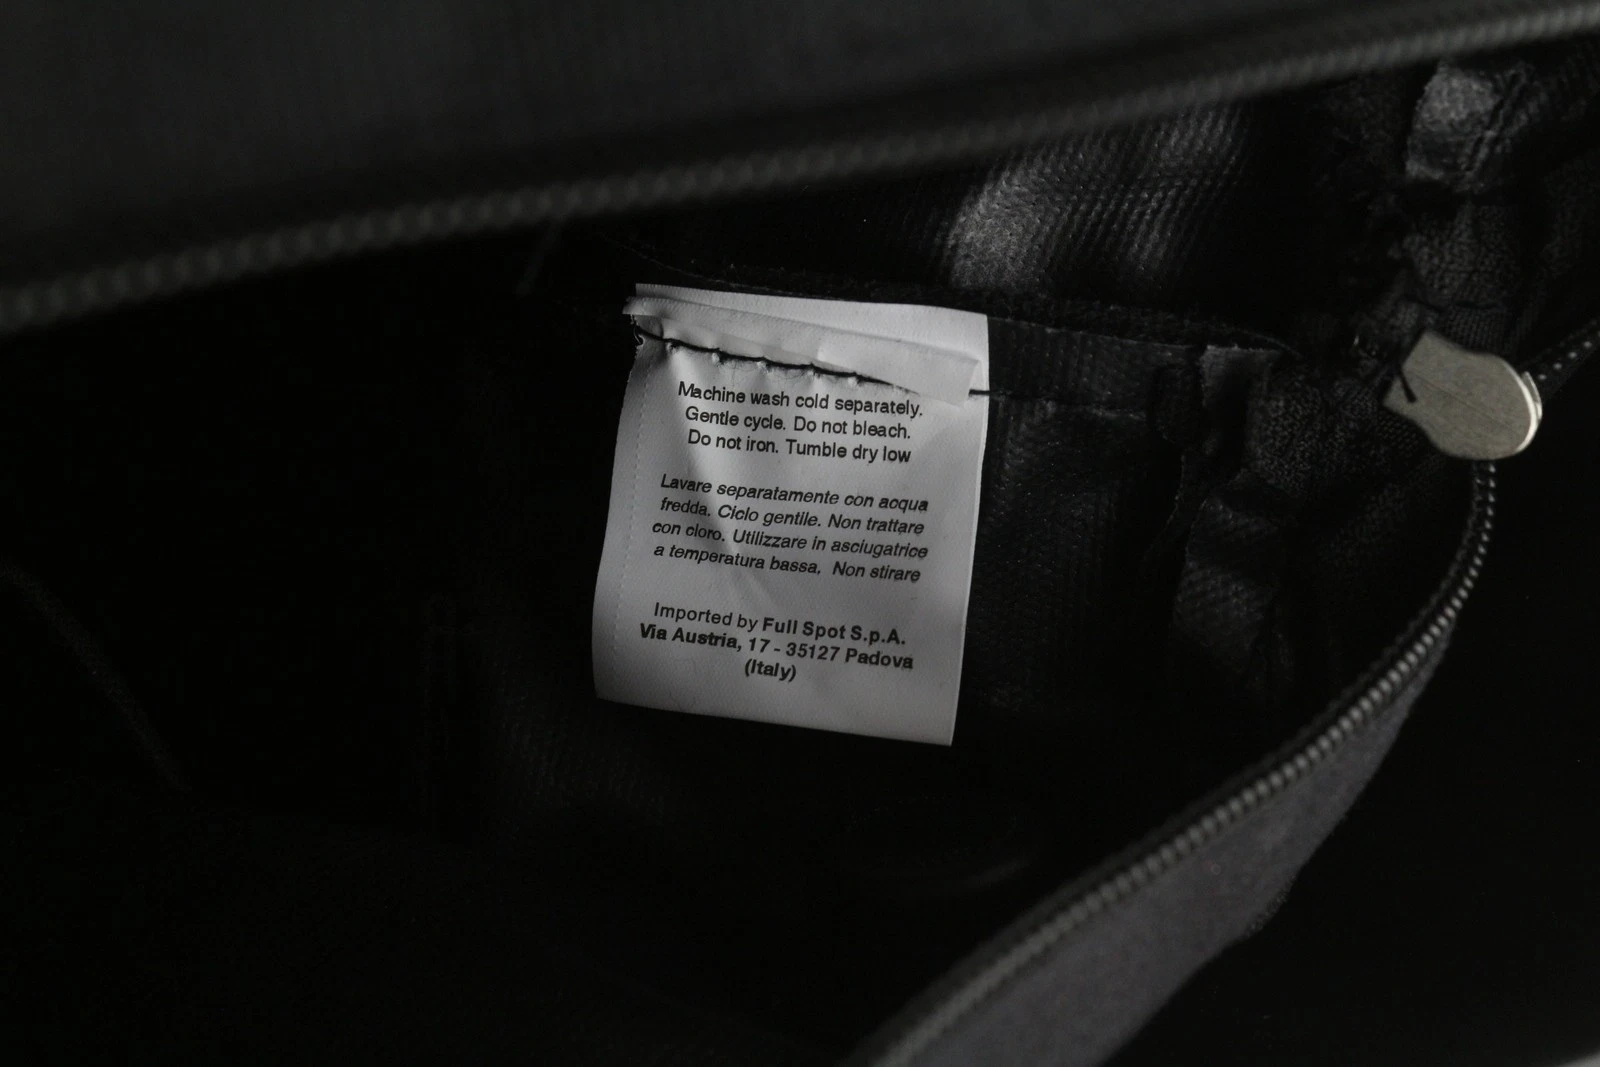 Machine wash cold separately.
Gentle cycle. Do not bleach.
Do not iron. Tumble dry low
Lavare separatamente con acqua
fredda. Ciclo gentile. Non trattare
con cloro. Utilizzare in asciugatrice
a temperatura bassa. Non stirare
Imported by Full Spot S.p.A.
Via Austria, 17 - 35127 Padova
(Italy)